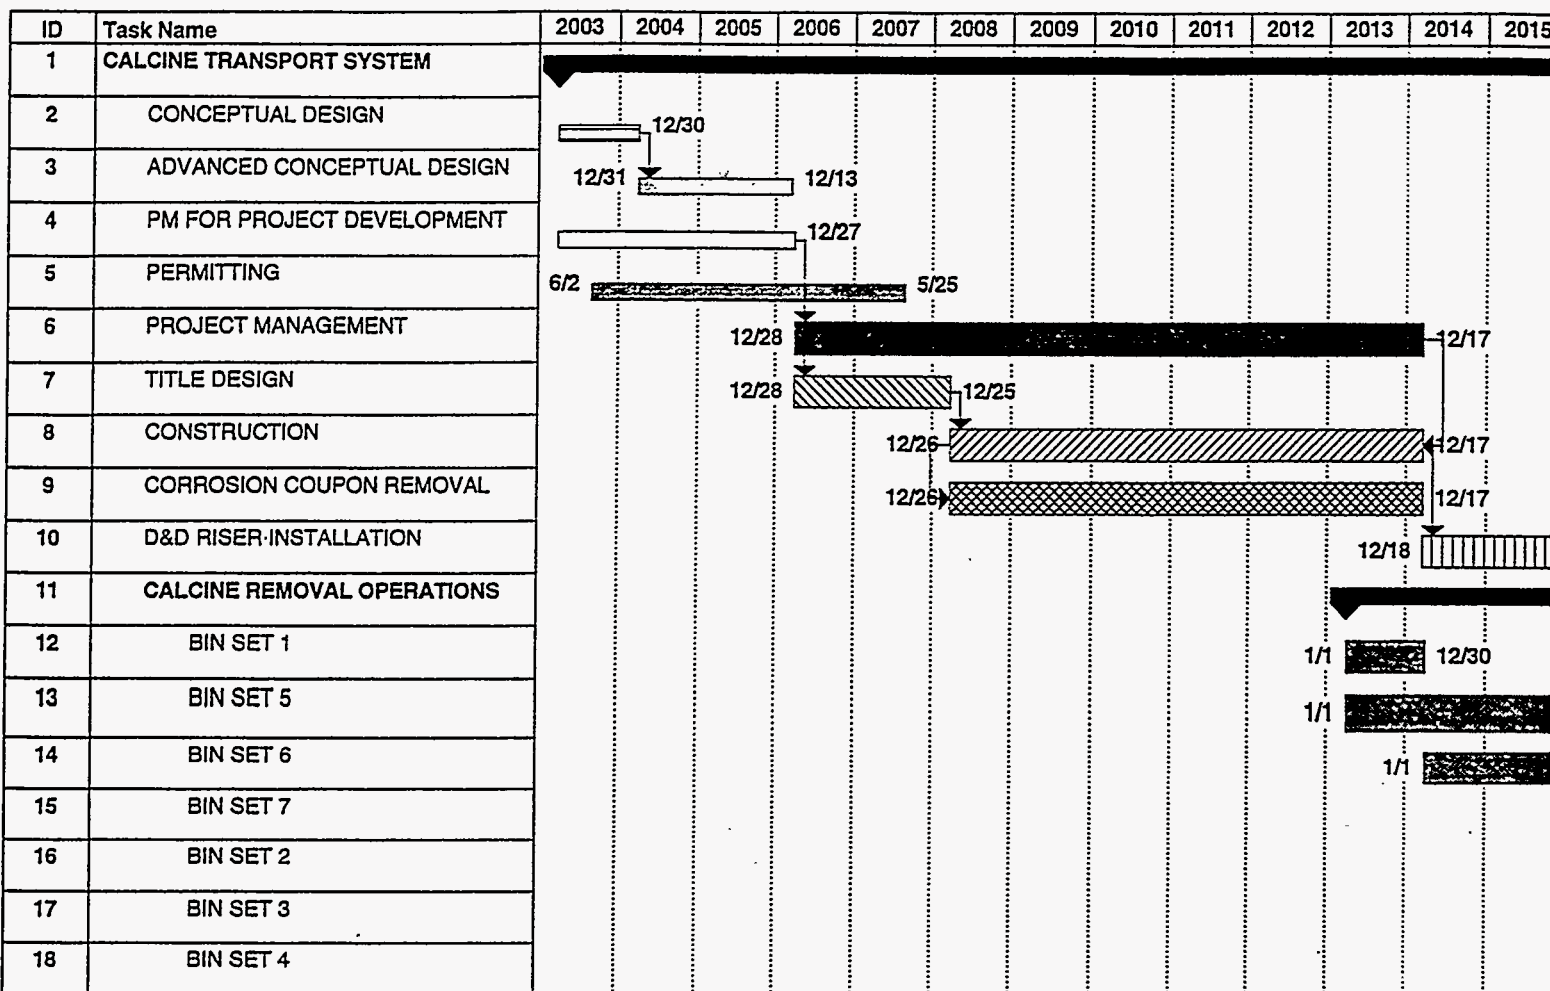 ID Task Name 2003 2004 2005 2006 2007 2008 2009 2010 2011 2012 2013 2014 2015
1 CALCINE TRANSPORT SYSTEM
2 CONCEPTUAL DESIGN 12/30
3 ADVANCED CONCEPTUAL DESIGN 12/31 12/13
4 PM FOR PROJECT DEVELOPMENT 12/27
5 PERMITTING 6/2 5/25
6 PROJECT MANAGEMENT 12/28 12/17
7 TITLE DESIGN 12/28 12/25
8 CONSTRUCTION 12/26 12/17
9 CORROSION COUPON REMOVAL 12/26 12/17
10 D&D RISER INSTALLATION 12/18
11 CALCINE REMOVAL OPERATIONS
12 BIN SET 1 1/1 12/30
13 BIN SET 5 1/1
14 BIN SET 6 1/1
15 BIN SET 7
16 BIN SET 2
17 BIN SET 3
18 BIN SET 4